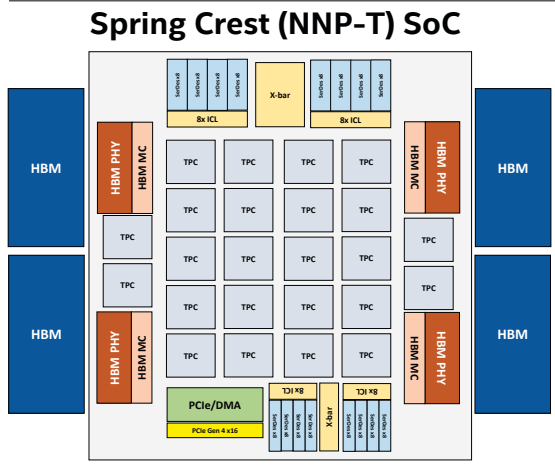 Spring Crest (NNP-T) SoC
SerDes x8
SerDes x8
SerDes x8
SerDes x8
8x ICL
X-bar
SerDes x8
SerDes x8
SerDes x8
SerDes x8
8x ICL
HBM
HBM PHY
HBM MC
TPC
TPC
TPC
TPC
HBM MC
HBM PHY
HBM
TPC
TPC
TPC
TPC
TPC
TPC
TPC
TPC
TPC
TPC
TPC
TPC
HBM
HBM PHY
HBM MC
TPC
TPC
TPC
TPC
HBM MC
HBM PHY
HBM
TPC
TPC
TPC
TPC
PCIe/DMA
PCIe Gen 4 x16
8x ICL
SerDes x8
SerDes x8
SerDes x8
SerDes x8
X-bar
8x ICL
SerDes x8
SerDes x8
SerDes x8
SerDes x8